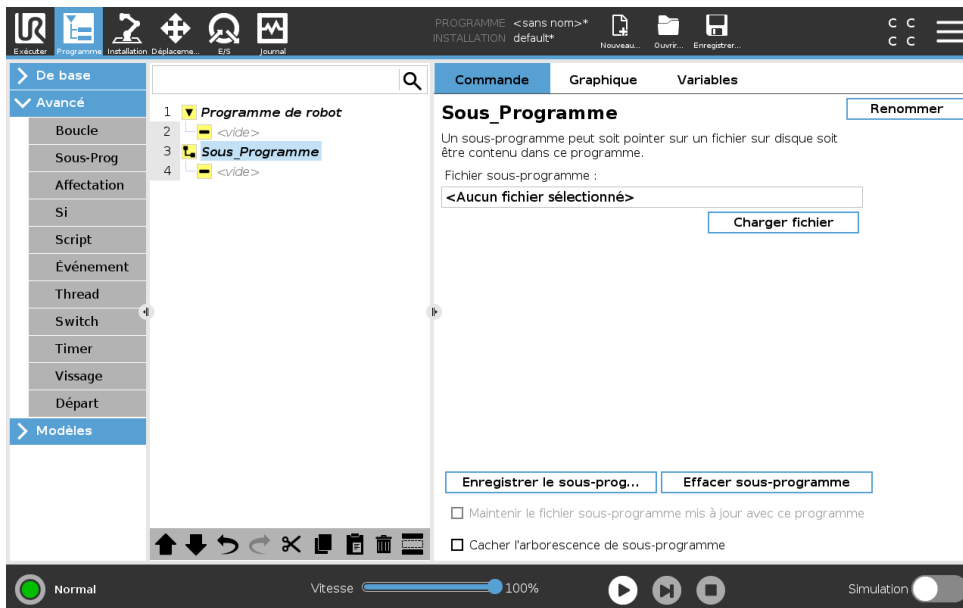 PROGRAMME <sans nom>*
INSTALLATION default*
Exécuter
Programme
Installation
Déplaceme...
E/S
Journal
Nouveau...
Ouvrir...
Enregistrer...
C C
C C
De base
Avancé
Boucle
Sous-Prog
Affectation
Si
Script
Événement
Thread
Switch
Timer
Vissage
Départ
Modèles
1 Programme de robot
2 <vide>
3 Sous_Programme
4 <vide>
Commande Graphique Variables
Sous_Programme
Renommer
Un sous-programme peut soit pointer sur un fichier sur disque soit
être contenu dans ce programme.
Fichier sous-programme :
<Aucun fichier sélectionné>
Charger fichier
Enregistrer le sous-prog...
Effacer sous-programme
Maintenir le fichier sous-programme mis à jour avec ce programme
Cacher l'arborescence de sous-programme
Normal
Vitesse
100%
Simulation